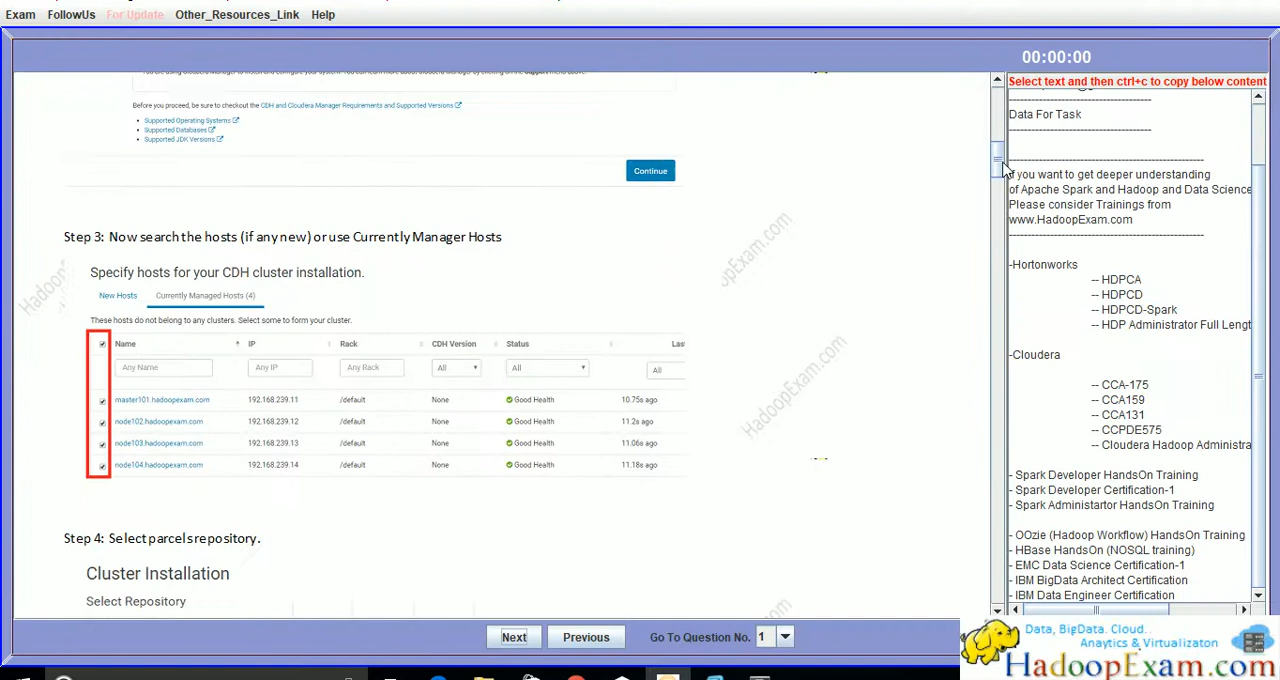 Exam FollowUs For Update Other_Resources_Link Help
00:00:00
Select text and then ctrl+c to copy below content
Before you proceed, be sure to checkout the CDH and Cloudera Manager Requirements and Supported Versions
Supported Operating Systems
Supported Databases
Supported JDK Versions
Continue
Step 3: Now search the hosts (if any new) or use Currently Manager Hosts
Specify hosts for your CDH cluster installation.
New Hosts Currently Managed Hosts (4)
These hosts do not belong to any clusters. Select some to form your cluster.
Name IP Rack CDH Version Status Las
Any Name Any IP Any Rack All All All
master101.hadoopexam.com 192.168.239.11 /default None Good Health 10.75s ago
node102.hadoopexam.com 192.168.239.12 /default None Good Health 11.2s ago
node103.hadoopexam.com 192.168.239.13 /default None Good Health 11.06s ago
node104.hadoopexam.com 192.168.239.14 /default None Good Health 11.18s ago
Step 4: Select parcels repository.
Cluster Installation
Select Repository
opExam.com
HadoopExam.com
---------------------------------------
Data For Task
---------------------------------------
------------------------------------------------------
you want to get deeper understanding
of Apache Spark and Hadoop and Data Science
Please consider Trainings from
www.HadoopExam.com
------------------------------------------------------
-Hortonworks
-- HDPCA
-- HDPCD
-- HDPCD-Spark
-- HDP Administrator Full Lengt
-Cloudera
-- CCA-175
-- CCA159
-- CCA131
-- CCPDE575
-- Cloudera Hadoop Administra
- Spark Developer HandsOn Training
- Spark Developer Certification-1
- Spark Administartor HandsOn Training
- OOzie (Hadoop Workflow) HandsOn Training
- HBase HandsOn (NOSQL training)
- EMC Data Science Certification-1
- IBM BigData Architect Certification
- IBM Data Engineer Certification
Next Previous Go To Question No. 1
Data, BigData. Cloud..
Anaytics & Virtualizaton
HadoopExam.com